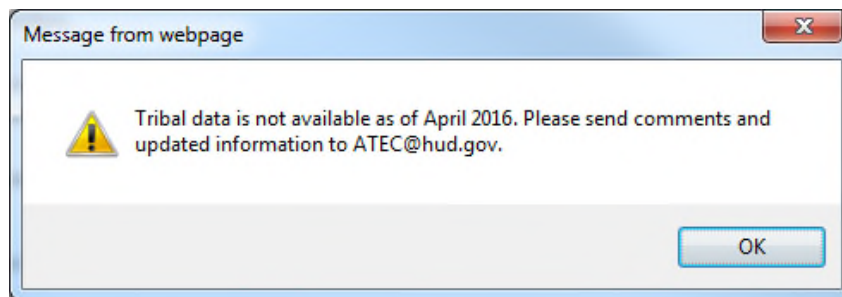 Message from webpage
Tribal data is not available as of April 2016. Please send comments and
updated information to ATEC@hud.gov.
OK